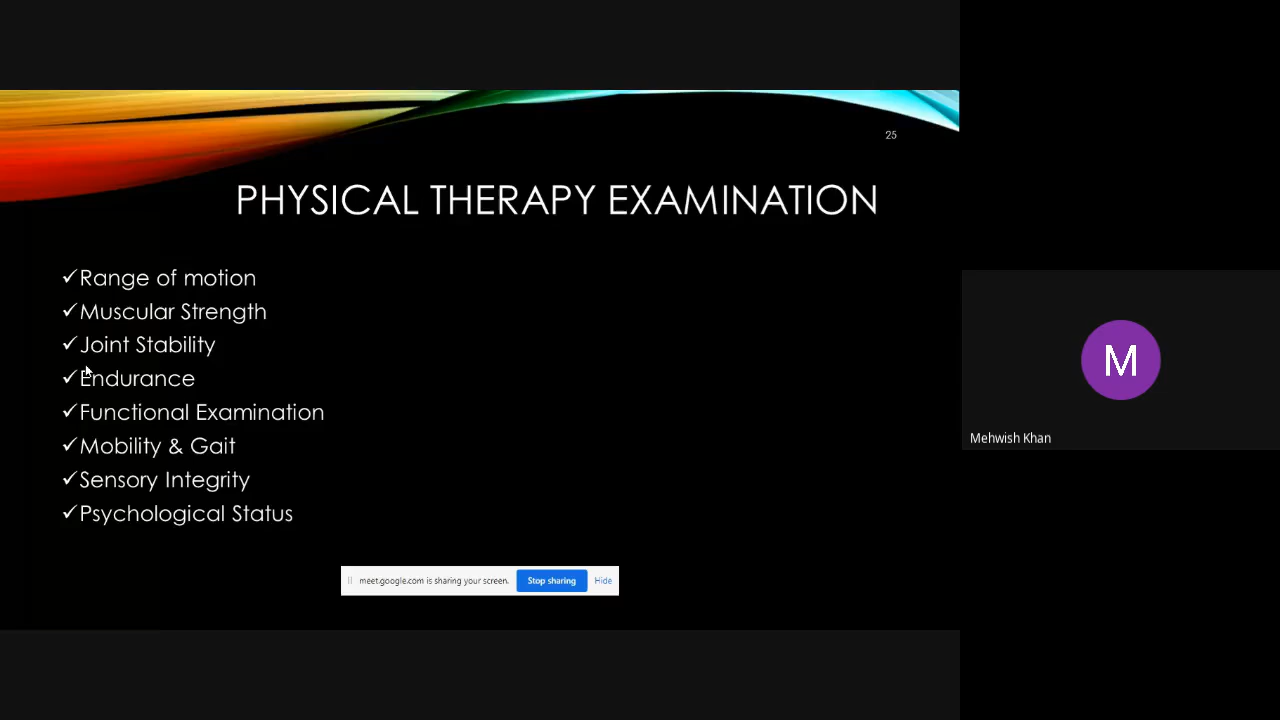 25
PHYSICAL THERAPY EXAMINATION
✓Range of motion
✓Muscular Strength
✓Joint Stability
✓Endurance
✓Functional Examination
✓Mobility & Gait
✓Sensory Integrity
✓Psychological Status
meet.google.com is sharing your screen. Stop sharing Hide
M
Mehwish Khan